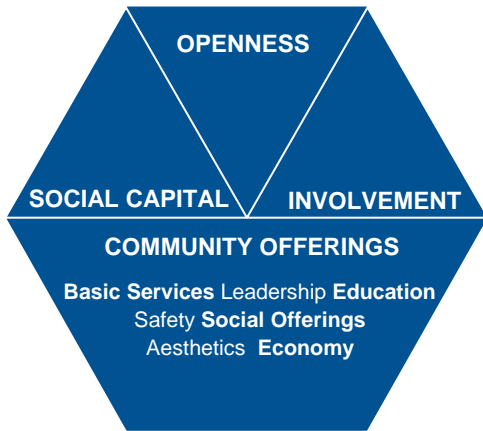 OPENNESS
SOCIAL CAPITAL
INVOLVEMENT
COMMUNITY OFFERINGS
Basic Services Leadership Education
Safety Social Offerings
Aesthetics Economy